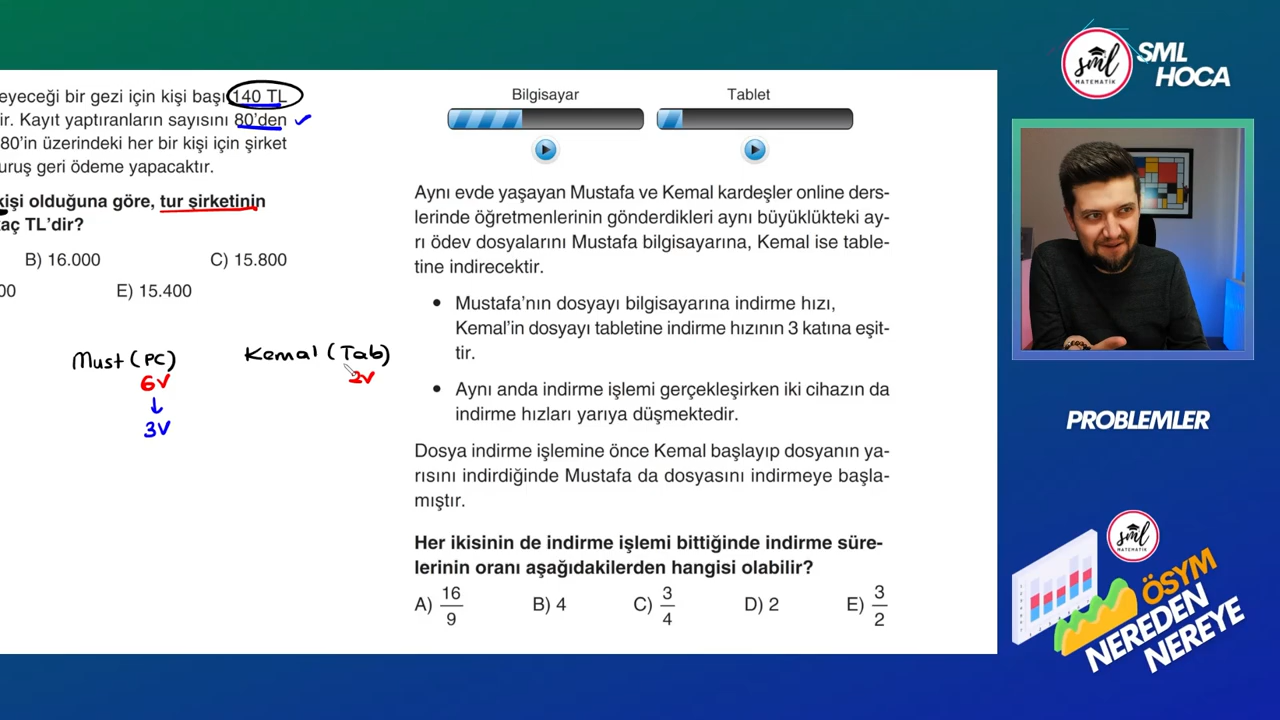 eyeceği bir gezi için kişi başı 140 TL
ir. Kayıt yaptıranların sayısını 80'den
80'in üzerindeki her bir kişi için şirket
uruş geri ödeme yapacaktır.
kişi olduğuna göre, tur şirketinin
kaç TL'dir?
B) 16.000 C) 15.800
00 E) 15.400
Must (PC)
6V
3V
Kemal (Tab)
2V
Bilgisayar Tablet
Aynı evde yaşayan Mustafa ve Kemal kardeşler online ders-
lerinde öğretmenlerinin gönderdikleri aynı büyüklükteki ay-
rı ödev dosyalarını Mustafa bilgisayarına, Kemal ise table-
tine indirecektir.
• Mustafa'nın dosyayı bilgisayarına indirme hızı,
Kemal'in dosyayı tabletine indirme hızının 3 katına eşit-
tir.
• Aynı anda indirme işlemi gerçekleşirken iki cihazın da
indirme hızları yarıya düşmektedir.
Dosya indirme işlemine önce Kemal başlayıp dosyanın ya-
rısını indirdiğinde Mustafa da dosyasını indirmeye başla-
mıştır.
Her ikisinin de indirme işlemi bittiğinde indirme süre-
lerinin oranı aşağıdakilerden hangisi olabilir?
A) 16/9 B) 4 C) 3/4 D) 2 E) 3/2
sml
MATEMATİK
SML
HOCA
PROBLEMLER
sml
MATEMATİK
ÖSYM
NEREDEN
NEREYE